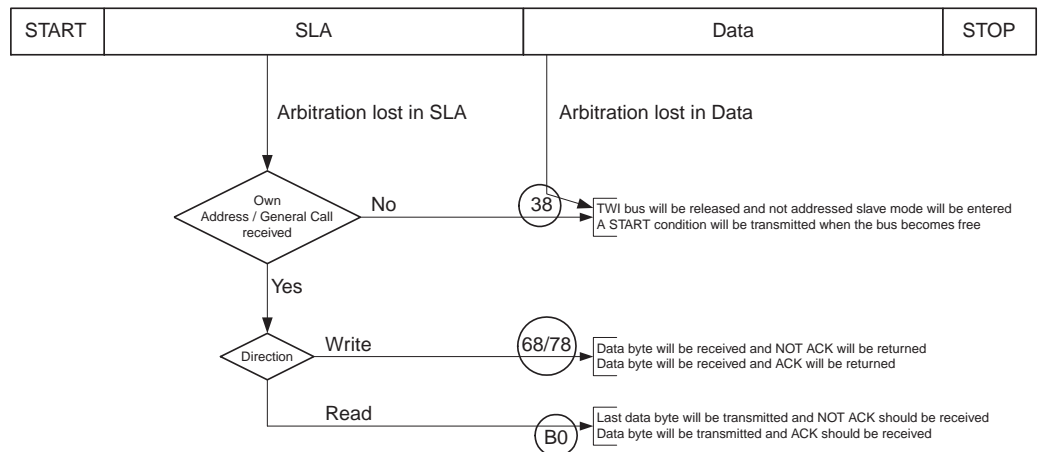 START
SLA
Data
STOP
Arbitration lost in SLA
Arbitration lost in Data
Own
Address / General Call
received
No
38
TWI bus will be released and not addressed slave mode will be entered
A START condition will be transmitted when the bus becomes free
Yes
Direction
Write
68/78
Data byte will be received and NOT ACK will be returned
Data byte will be received and ACK will be returned
Read
B0
Last data byte will be transmitted and NOT ACK should be received
Data byte will be transmitted and ACK should be received